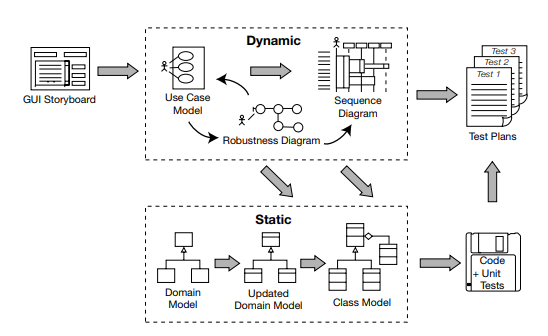 Dynamic
GUI Storyboard
Use Case
Model
Robustness Diagram
Sequence
Diagram
Test 3
Test 2
Test 1
Test Plans
Static
Domain
Model
Updated
Domain Model
Class Model
Code
+ Unit
Tests